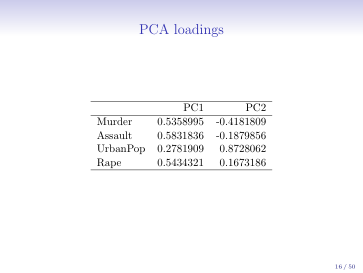 PCA loadings
PC1 PC2
Murder 0.5358995 -0.4181809
Assault 0.5831836 -0.1879856
UrbanPop 0.2781909 0.8728062
Rape 0.5434321 0.1673186
16 / 50